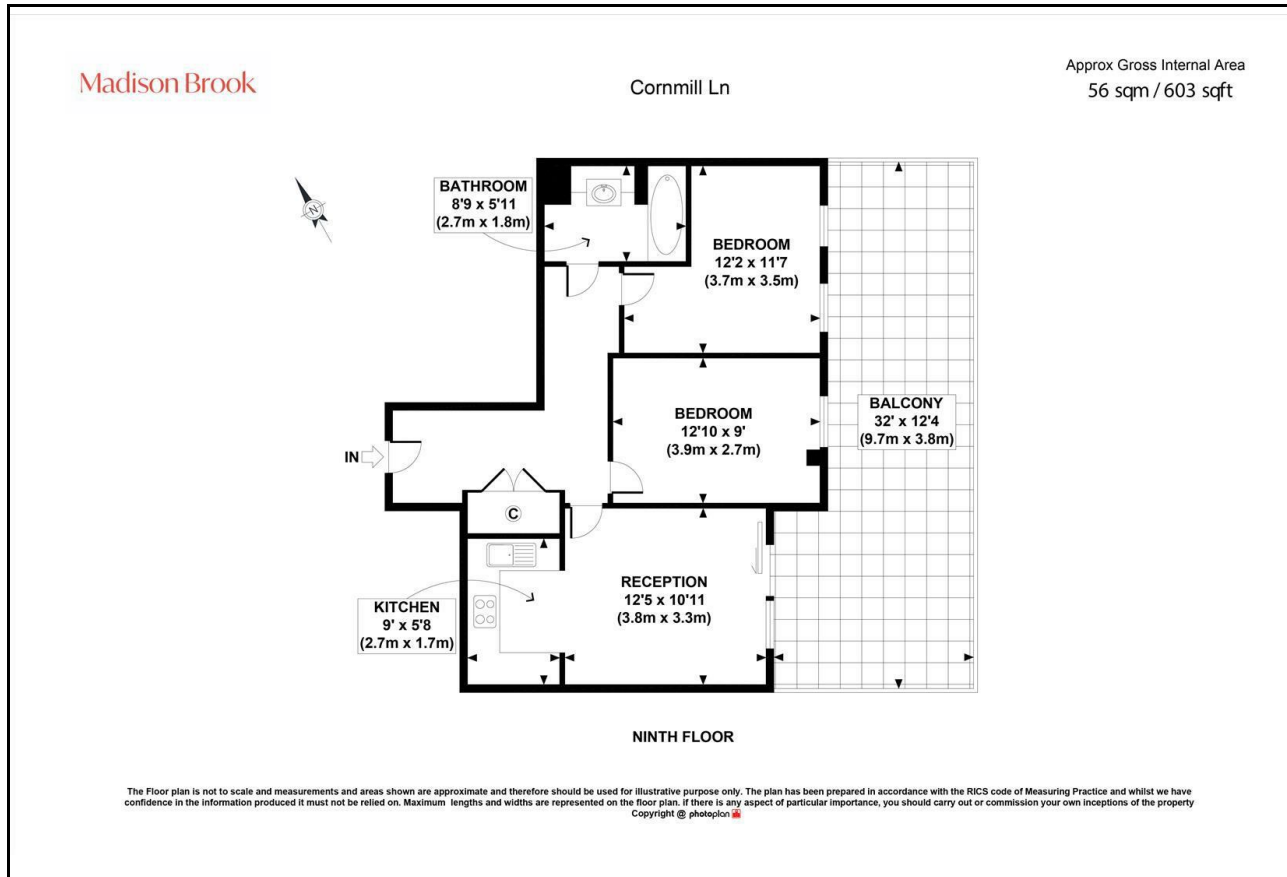 Madison Brook
Cornmill Ln
Approx Gross Internal Area
56 sqm / 603 sqft
N
BATHROOM
8'9 x 5'11
(2.7m x 1.8m)
BEDROOM
12'2 x 11'7
(3.7m x 3.5m)
BEDROOM
12'10 x 9'
(3.9m x 2.7m)
BALCONY
32' x 12'4
(9.7m x 3.8m)
IN
C
RECEPTION
12'5 x 10'11
(3.8m x 3.3m)
KITCHEN
9' x 5'8
(2.7m x 1.7m)
NINTH FLOOR
The Floor plan is not to scale and measurements and areas shown are approximate and therefore should be used for illustrative purpose only. The plan has been prepared in accordance with the RICS code of Measuring Practice and whilst we have
confidence in the information produced it must not be relied on. Maximum lengths and widths are represented on the floor plan. if there is any aspect of particular importance, you should carry out or commission your own inceptions of the property
Copyright @ photoplan